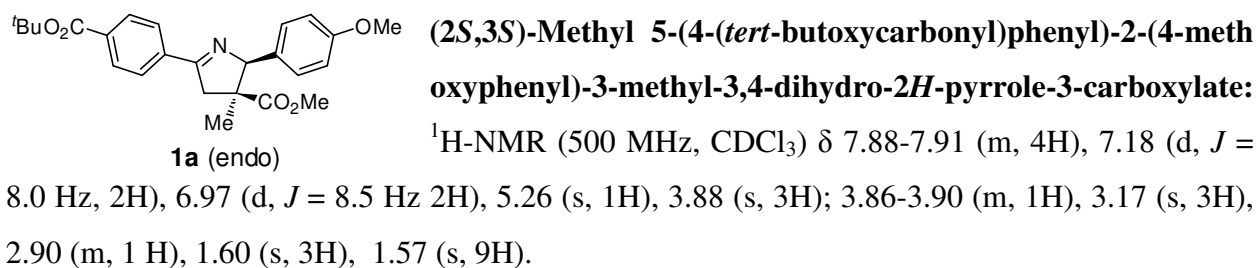 ᵗBuO₂C
N
OMe
CO₂Me
Me
1a (endo)
(2S,3S)-Methyl 5-(4-(tert-butoxycarbonyl)phenyl)-2-(4-meth
oxyphenyl)-3-methyl-3,4-dihydro-2H-pyrrole-3-carboxylate:
¹H-NMR (500 MHz, CDCl₃) δ 7.88-7.91 (m, 4H), 7.18 (d, J =
8.0 Hz, 2H), 6.97 (d, J = 8.5 Hz 2H), 5.26 (s, 1H), 3.88 (s, 3H); 3.86-3.90 (m, 1H), 3.17 (s, 3H),
2.90 (m, 1 H), 1.60 (s, 3H), 1.57 (s, 9H).